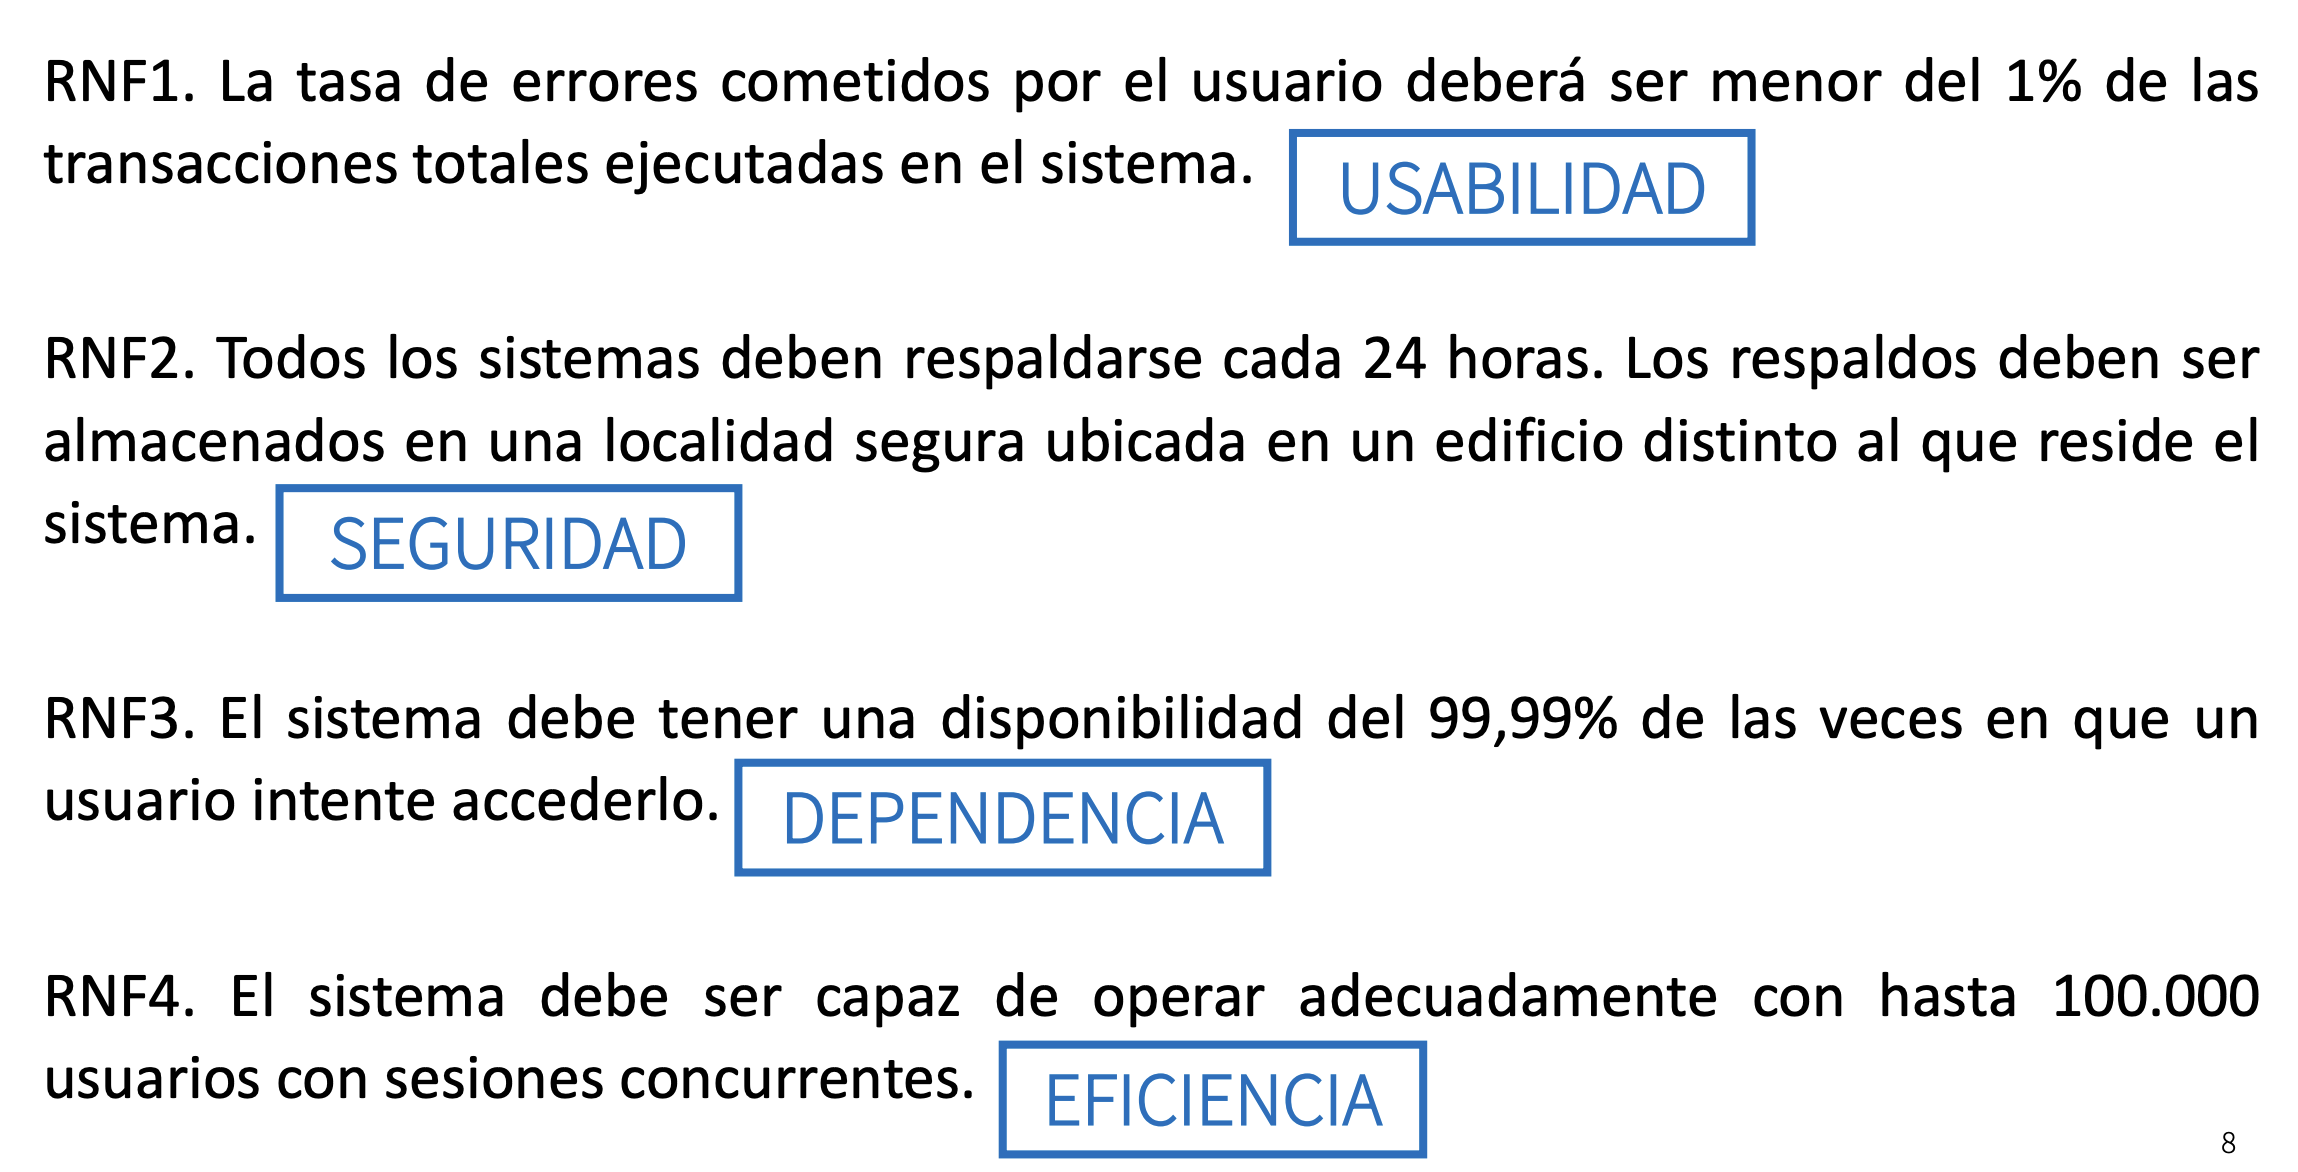 RNF1. La tasa de errores cometidos por el usuario deberá ser menor del 1% de las
transacciones totales ejecutadas en el sistema.
USABILIDAD
RNF2. Todos los sistemas deben respaldarse cada 24 horas. Los respaldos deben ser
almacenados en una localidad segura ubicada en un edificio distinto al que reside el
sistema.
SEGURIDAD
RNF3. El sistema debe tener una disponibilidad del 99,99% de las veces en que un
usuario intente accederlo.
DEPENDENCIA
RNF4. El sistema debe ser capaz de operar adecuadamente con hasta 100.000
usuarios con sesiones concurrentes.
EFICIENCIA
8